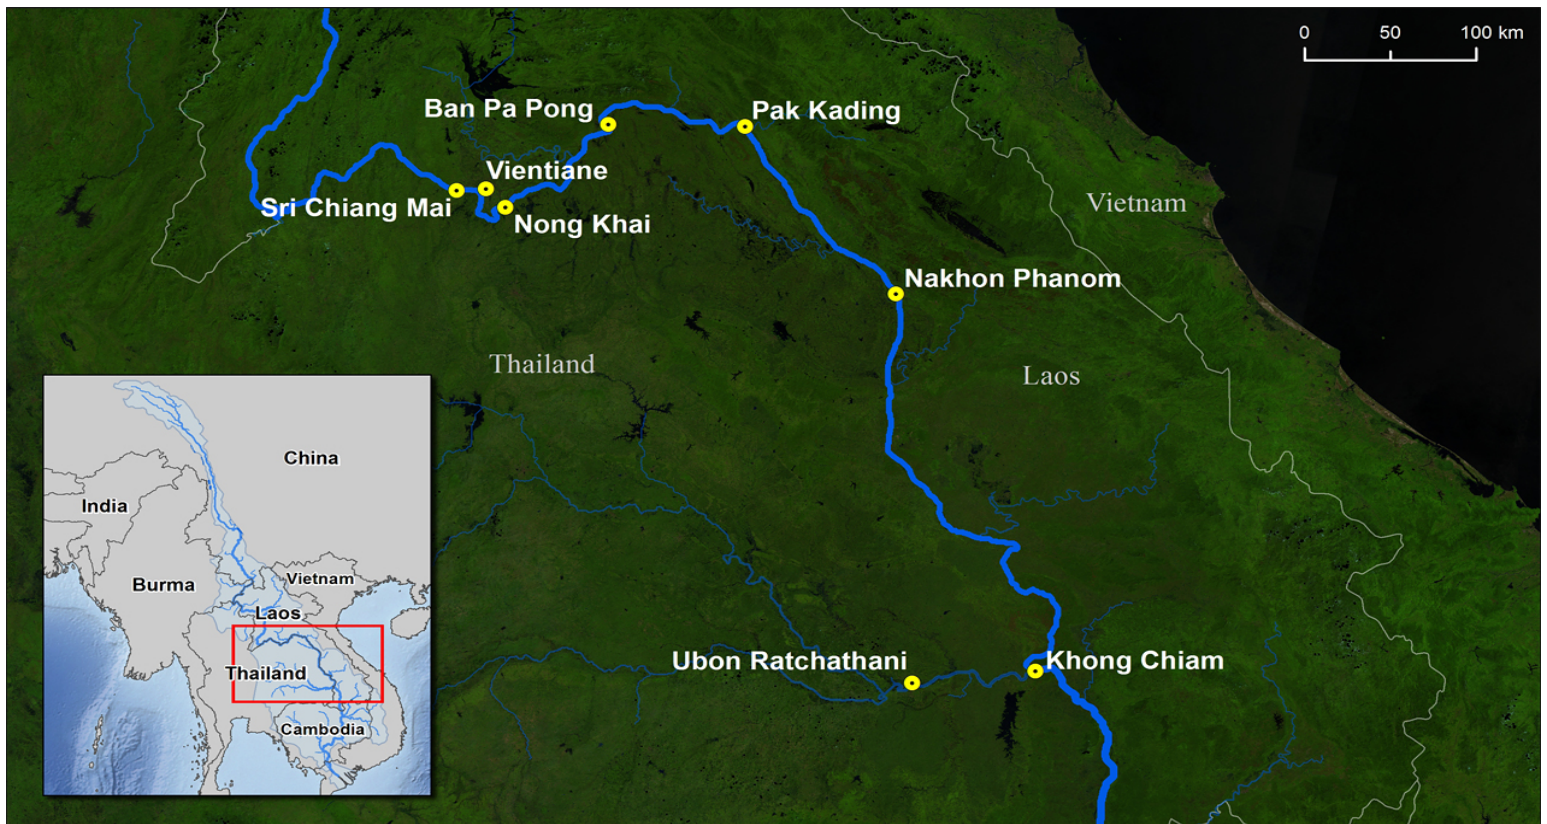 0 50 100 km
Ban Pa Pong
Pak Kading
Vientiane
Sri Chiang Mai
Nong Khai
Vietnam
Nakhon Phanom
Thailand
Laos
Ubon Ratchathani
Khong Chiam
China
India
Burma
Vietnam
Laos
Thailand
Cambodia